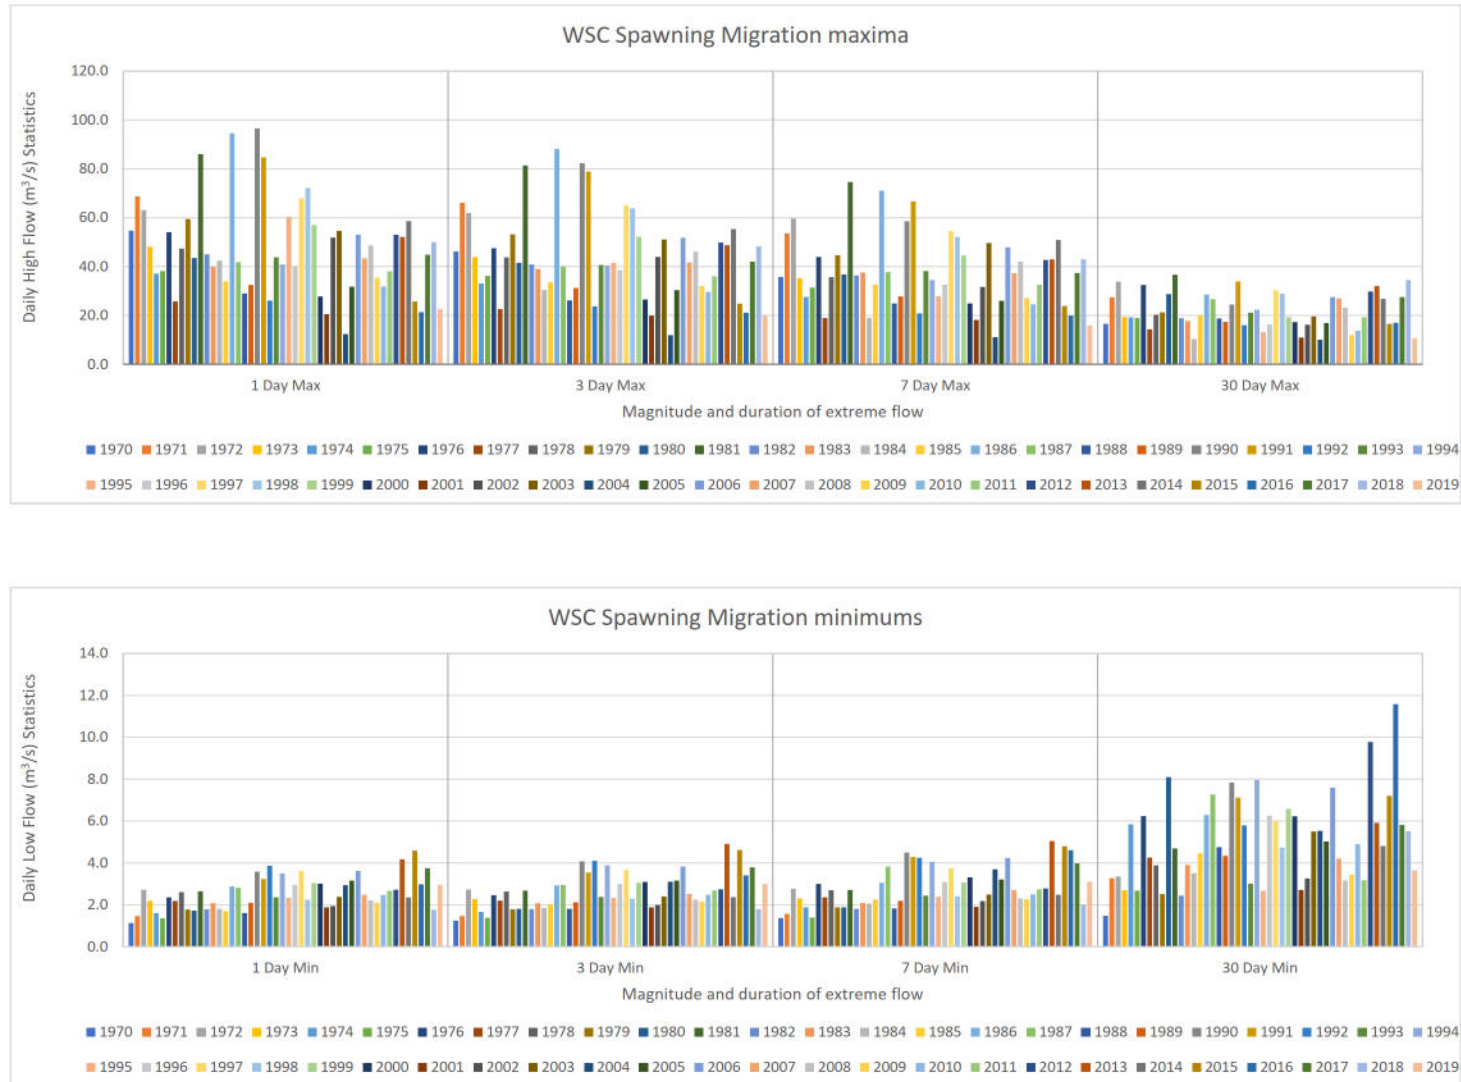 WSC Spawning Migration maxima
Daily High Flow (m³/s) Statistics
120.0
100.0
80.0
60.0
40.0
20.0
0.0
1 Day Max 3 Day Max 7 Day Max 30 Day Max
Magnitude and duration of extreme flow
1970 1971 1972 1973 1974 1975 1976 1977 1978 1979 1980 1981 1982 1983 1984 1985 1986 1987 1988 1989 1990 1991 1992 1993 1994
1995 1996 1997 1998 1999 2000 2001 2002 2003 2004 2005 2006 2007 2008 2009 2010 2011 2012 2013 2014 2015 2016 2017 2018 2019
WSC Spawning Migration minimums
Daily Low Flow (m³/s) Statistics
14.0
12.0
10.0
8.0
6.0
4.0
2.0
0.0
1 Day Min 3 Day Min 7 Day Min 30 Day Min
Magnitude and duration of extreme flow
1970 1971 1972 1973 1974 1975 1976 1977 1978 1979 1980 1981 1982 1983 1984 1985 1986 1987 1988 1989 1990 1991 1992 1993 1994
1995 1996 1997 1998 1999 2000 2001 2002 2003 2004 2005 2006 2007 2008 2009 2010 2011 2012 2013 2014 2015 2016 2017 2018 2019